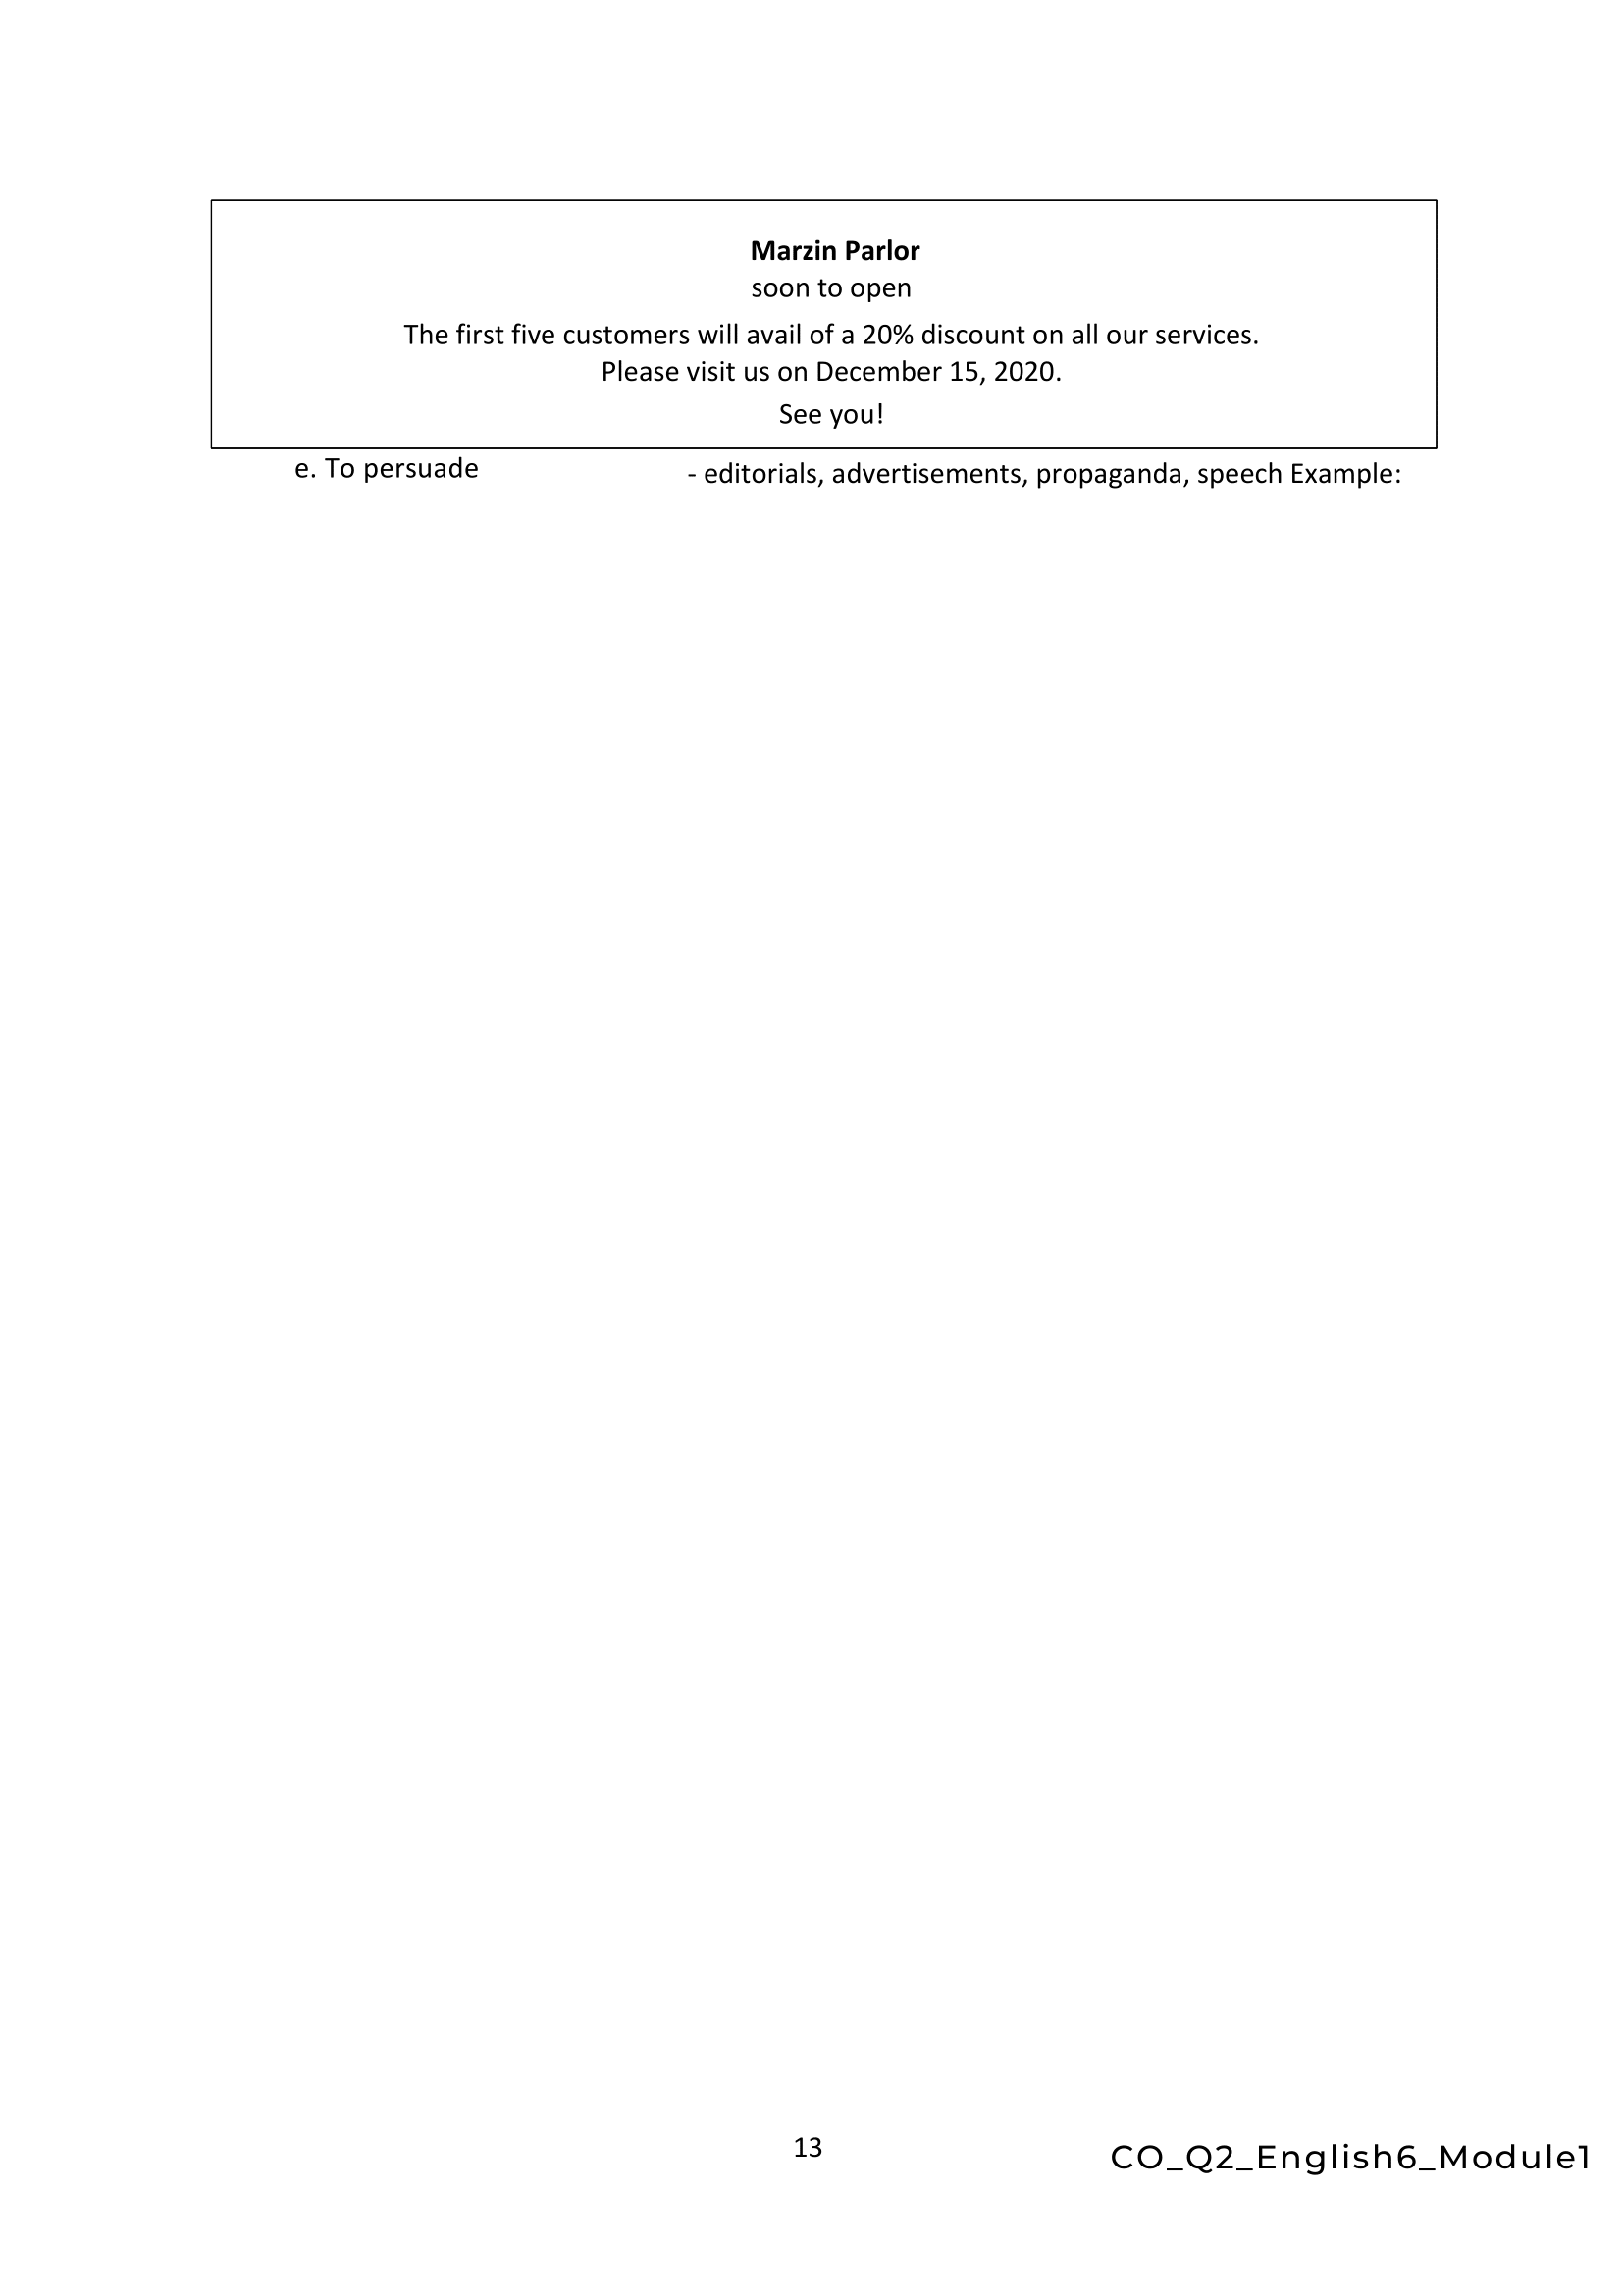 Marzin Parlor
soon to open
The first five customers will avail of a 20% discount on all our services.
Please visit us on December 15, 2020.
See you!
e. To persuade - editorials, advertisements, propaganda, speech Example:
13
CO_Q2_English6_Module1